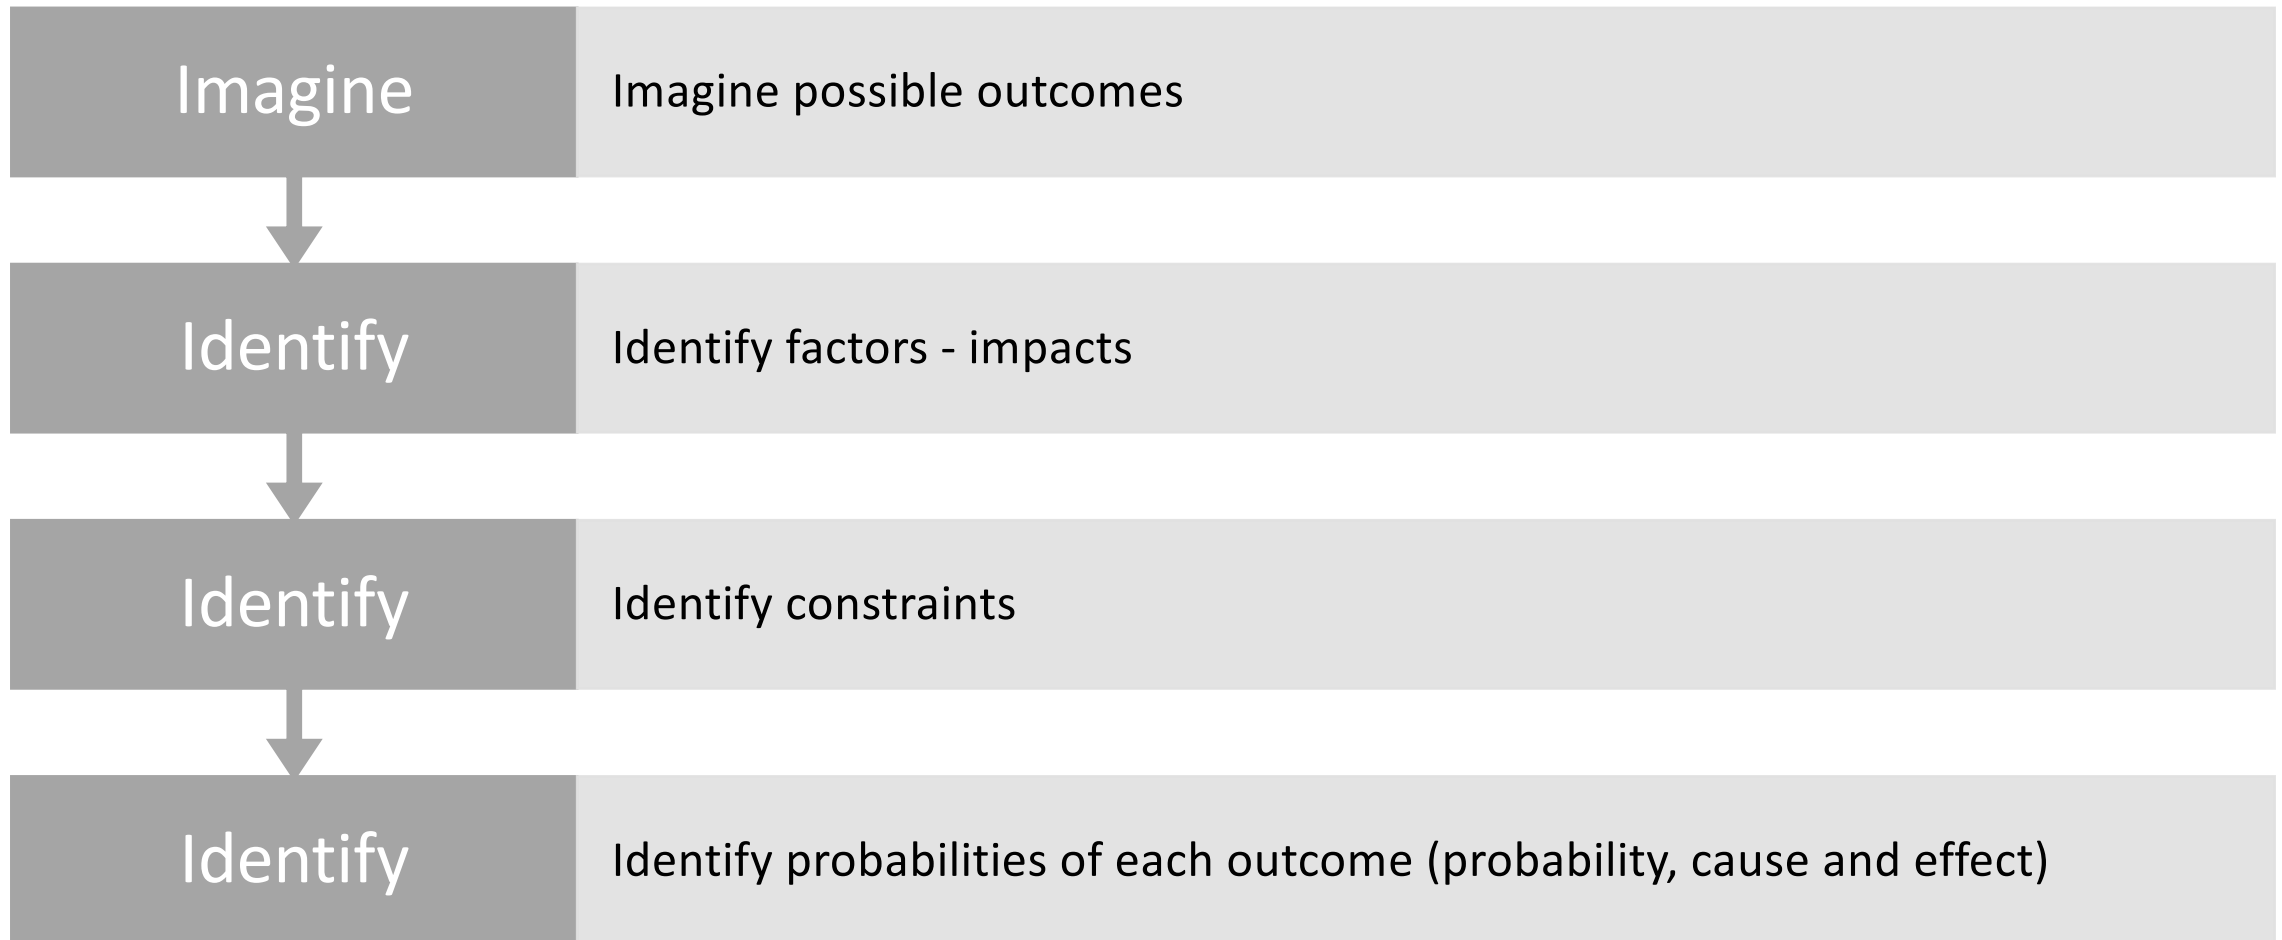 Imagine
Imagine possible outcomes
Identify
Identify factors - impacts
Identify
Identify constraints
Identify
Identify probabilities of each outcome (probability, cause and effect)